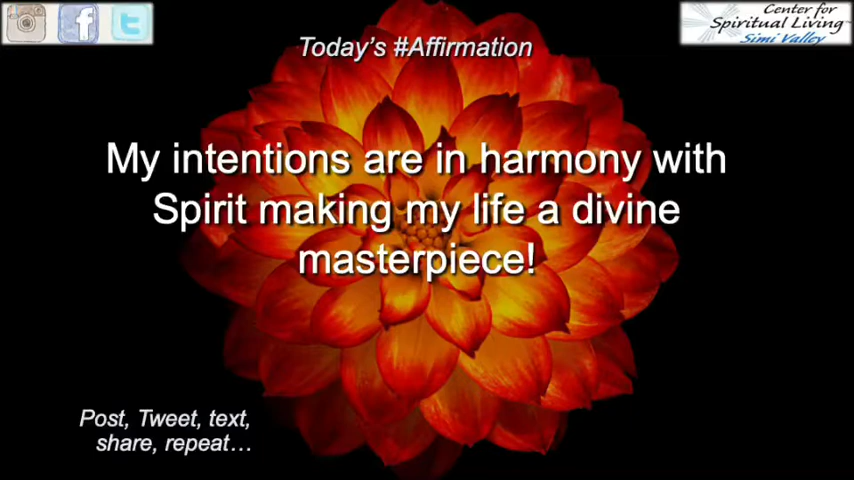 Today's #Affirmation
Center for
Spiritual Living
Simi Valley
My intentions are in harmony with
Spirit making my life a divine
masterpiece!
Post, Tweet, text,
share, repeat…